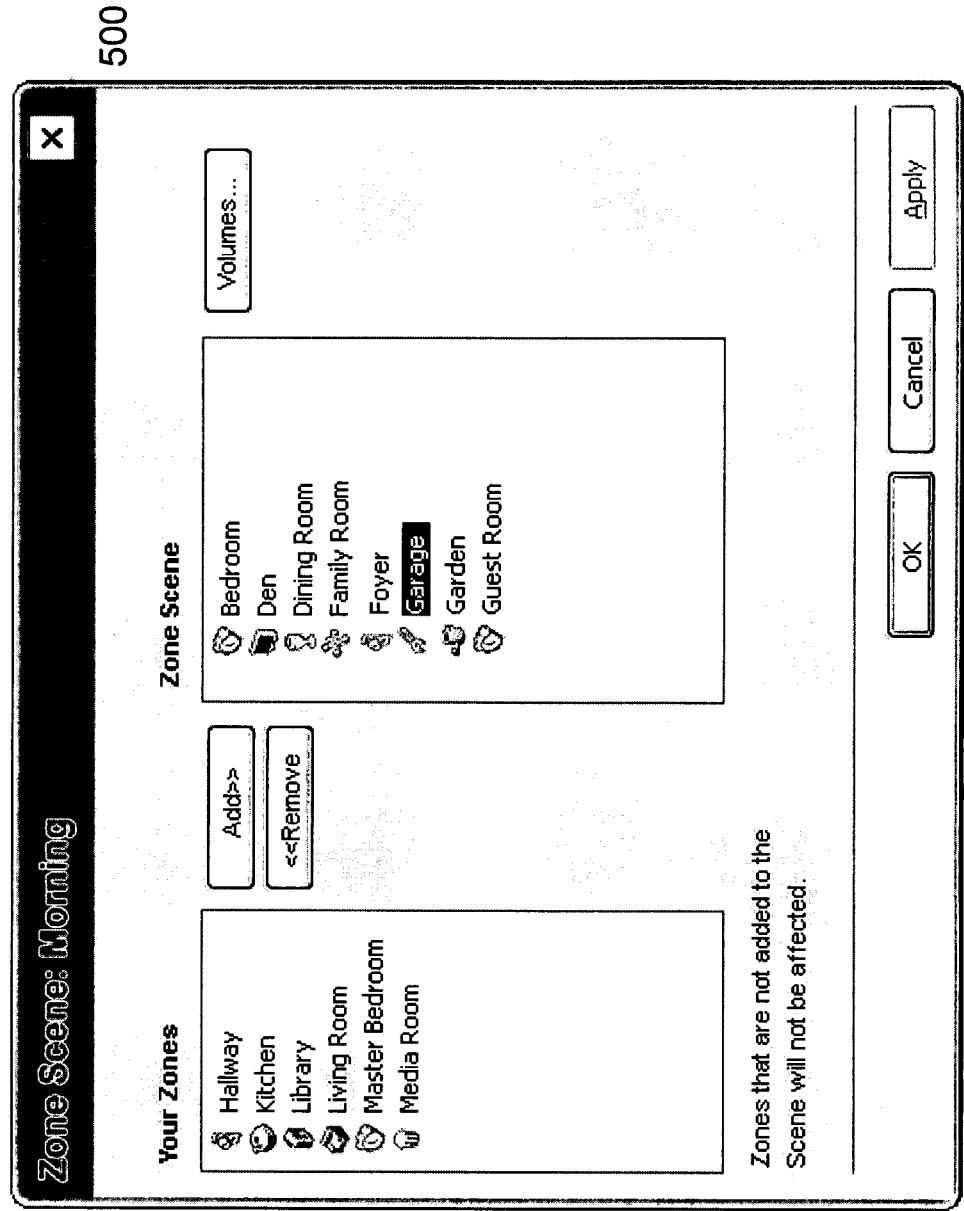 500
Zone Scene: Morning
X
Your Zones
Hallway
Kitchen
Library
Living Room
Master Bedroom
Media Room
Add>>
<<Remove
Zone Scene
Bedroom
Den
Dining Room
Family Room
Foyer
Garage
Garden
Guest Room
Volumes...
Zones that are not added to the
Scene will not be affected.
OK
Cancel
Apply